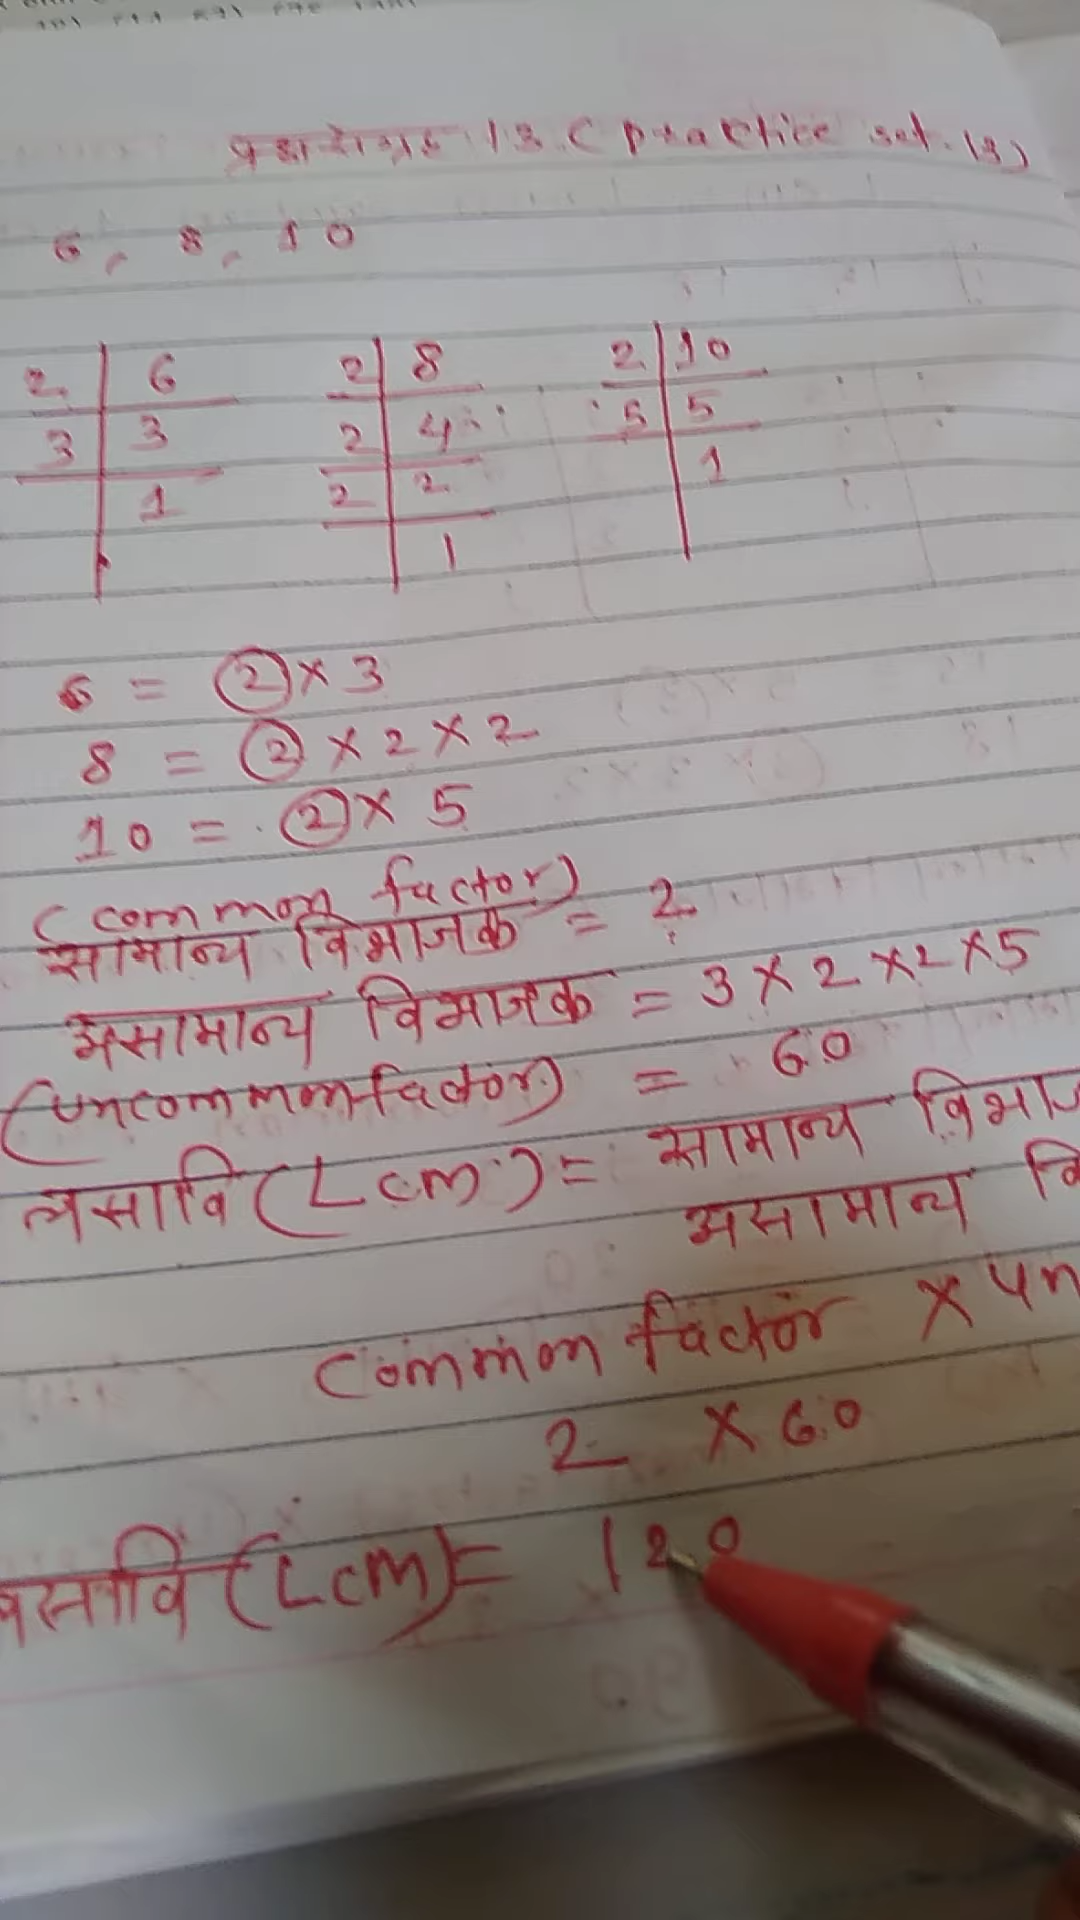 13 ( practice set. 13)
6, 8, 10
2 | 6   2 | 8   2 | 10
3 | 3   2 | 4   5 | 5
1   2 | 2   1
1
6 = 2 × 3
8 = 2 × 2 × 2
10 = 2 × 5
(common factor)
सामान्य विभाजक = 2
असामान्य विभाजक = 3 × 2 × 2 × 5
(uncommon factor) = 60
लसावि (Lcm) = सामान्य
असामान्य
common factor ×
2 × 60
लसावि (Lcm) = 120